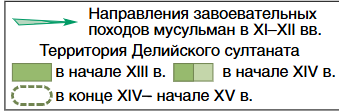 Направления завоевательных
походов мусульман в XI–XII вв.
Территория Делийского султаната
в начале XIII в. в начале XIV в.
в конце XIV– начале XV в.